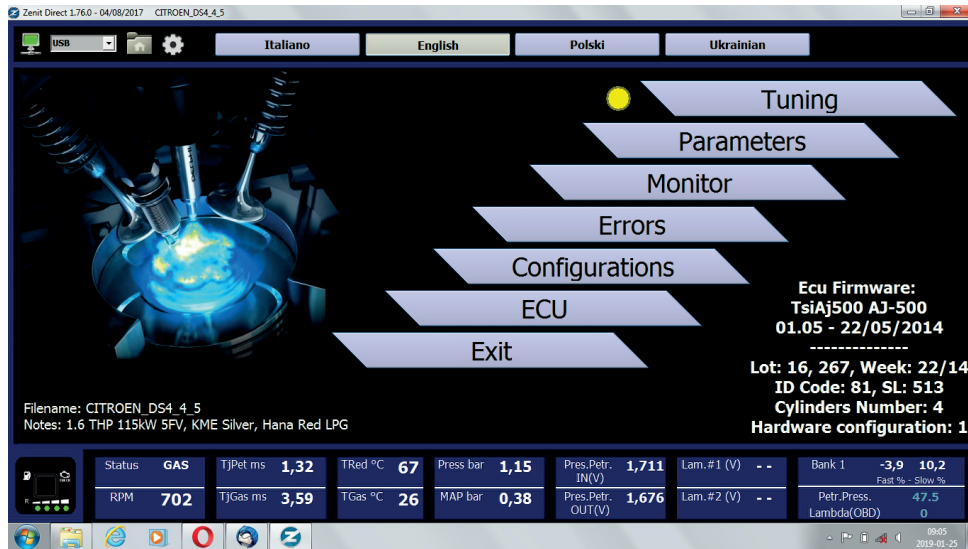 Zenit Direct 1.76.0 - 04/08/2017 CITROEN_DS4_4_5
USB Italiano English Polski Ukrainian
Tuning
Parameters
Monitor
Errors
Configurations
ECU
Exit
Ecu Firmware:
TsiAj500 AJ-500
01.05 - 22/05/2014
--------------
Lot: 16, 267, Week: 22/14
ID Code: 81, SL: 513
Cylinders Number: 4
Hardware configuration: 1
Filename: CITROEN_DS4_4_5
Notes: 1.6 THP 115kW 5FV, KME Silver, Hana Red LPG
Status GAS TjPet ms 1,32 TRed °C 67 Press bar 1,15 Pres.Petr. IN(V) 1,711 Lam.#1 (V) - - Bank 1 -3,9 10,2
Fast % - Slow %
RPM 702 TjGas ms 3,59 TGas °C 26 MAP bar 0,38 Pres.Petr. OUT(V) 1,676 Lam.#2 (V) - - Petr.Press. 47.5
Lambda(OBD) 0
R
09:05
2019-01-25